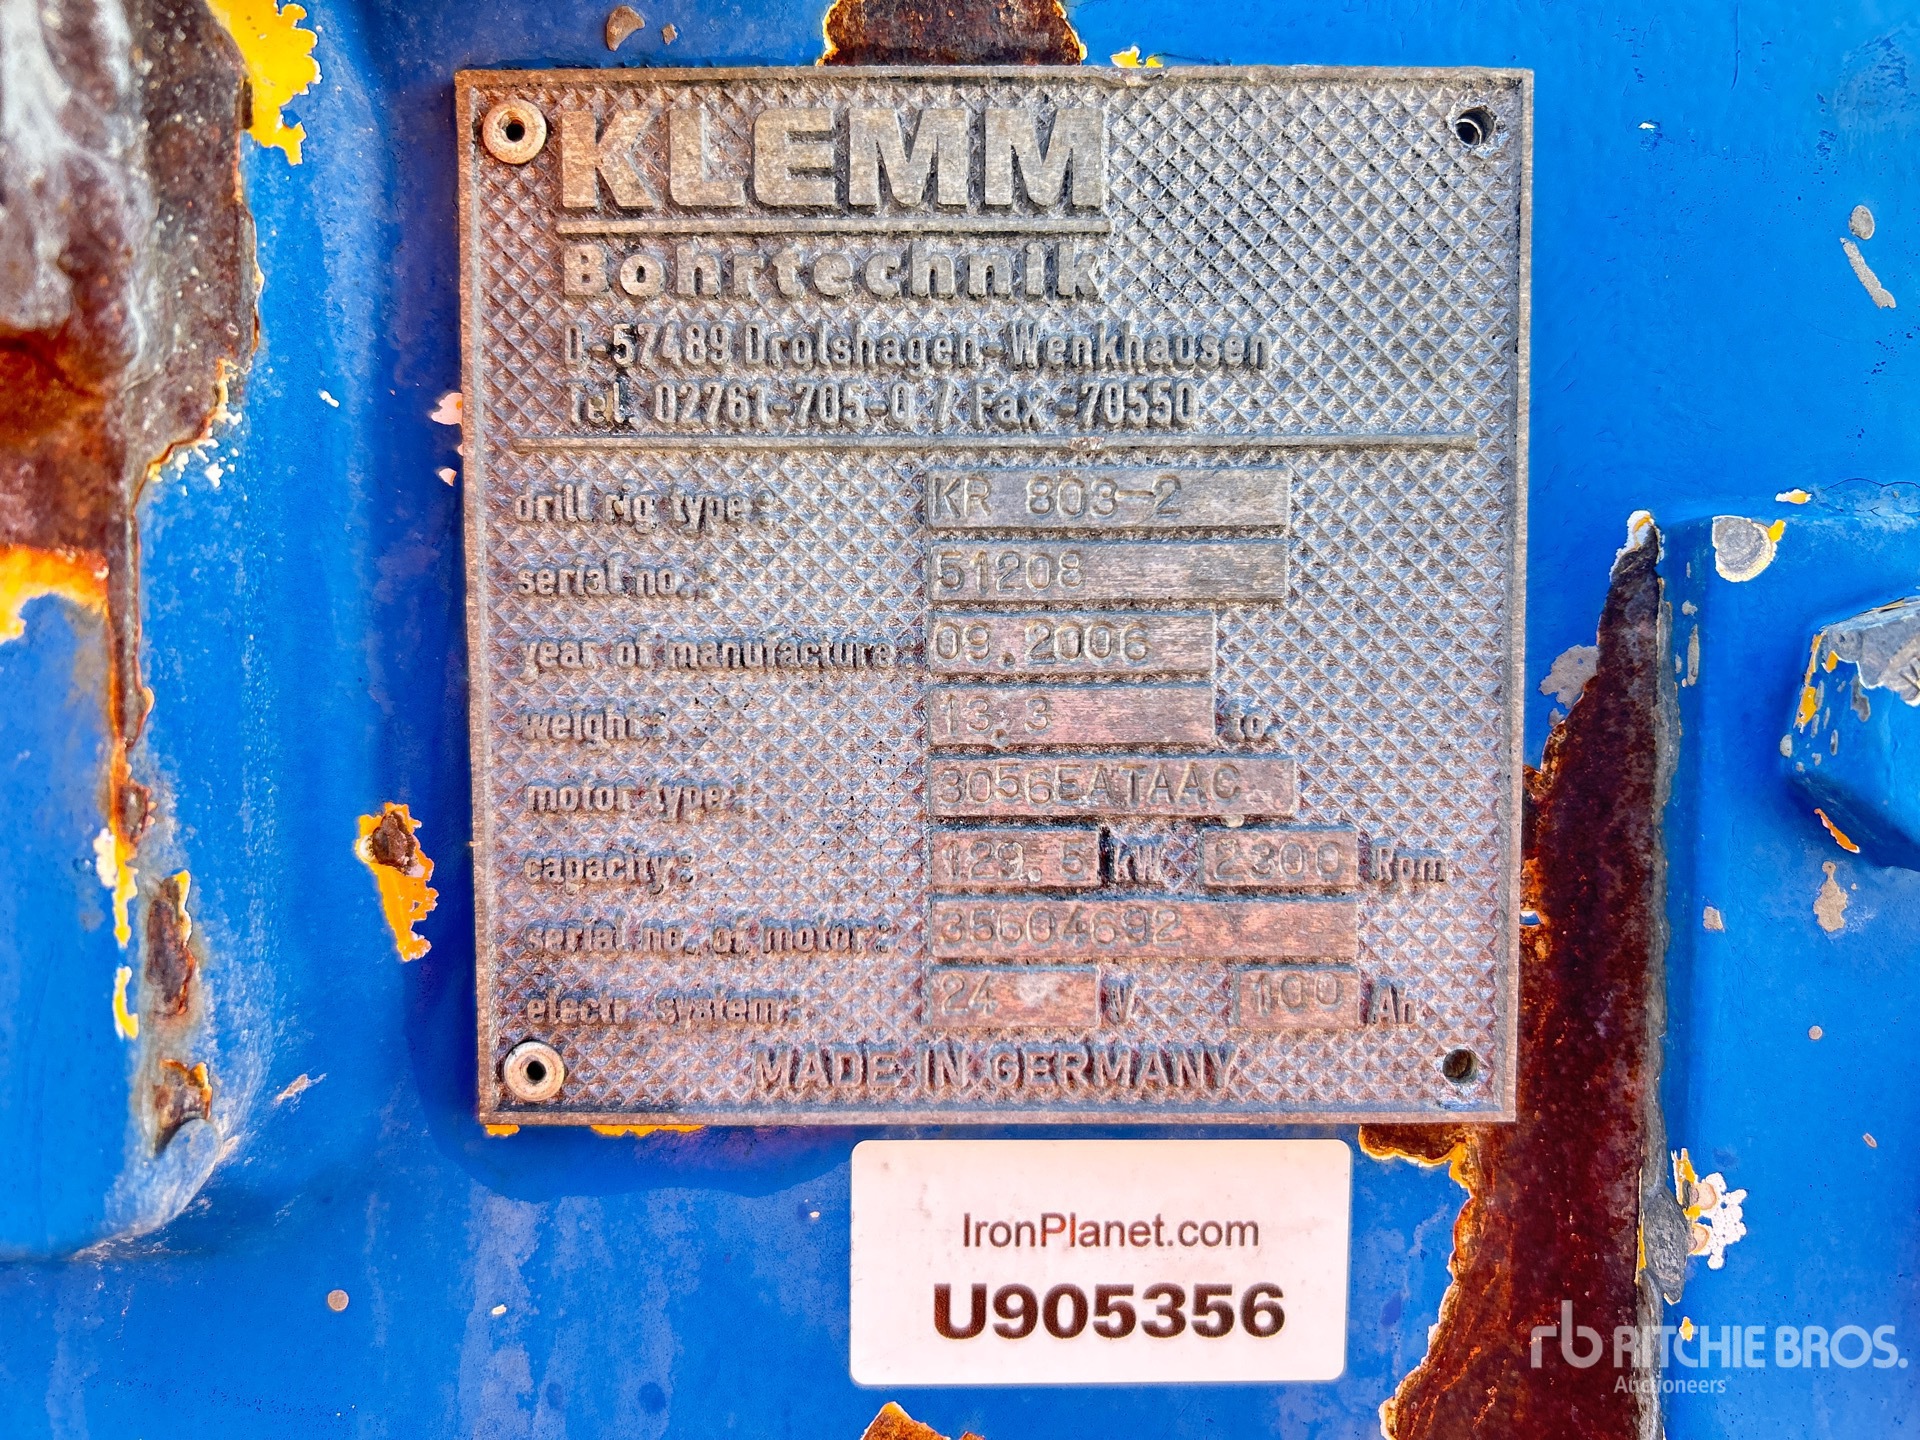 KLEMM
Bohrtechnik
D-57489 Drolshagen-Wenkhausen
Tel. 02761-705-0 / Fax -70550
drill rig type: KR 803-2
serial no.: 51208
year of manufacture: 09.2006
weight: 13.3 to
motor type: 3056EATAAC
capacity: 129.5 kW 2300 Rpm
serial no. of motor: 35604692
electr. system: 24 V 100 Ah
MADE IN GERMANY
IronPlanet.com
U905356
rb RITCHIE BROS.
Auctioneers